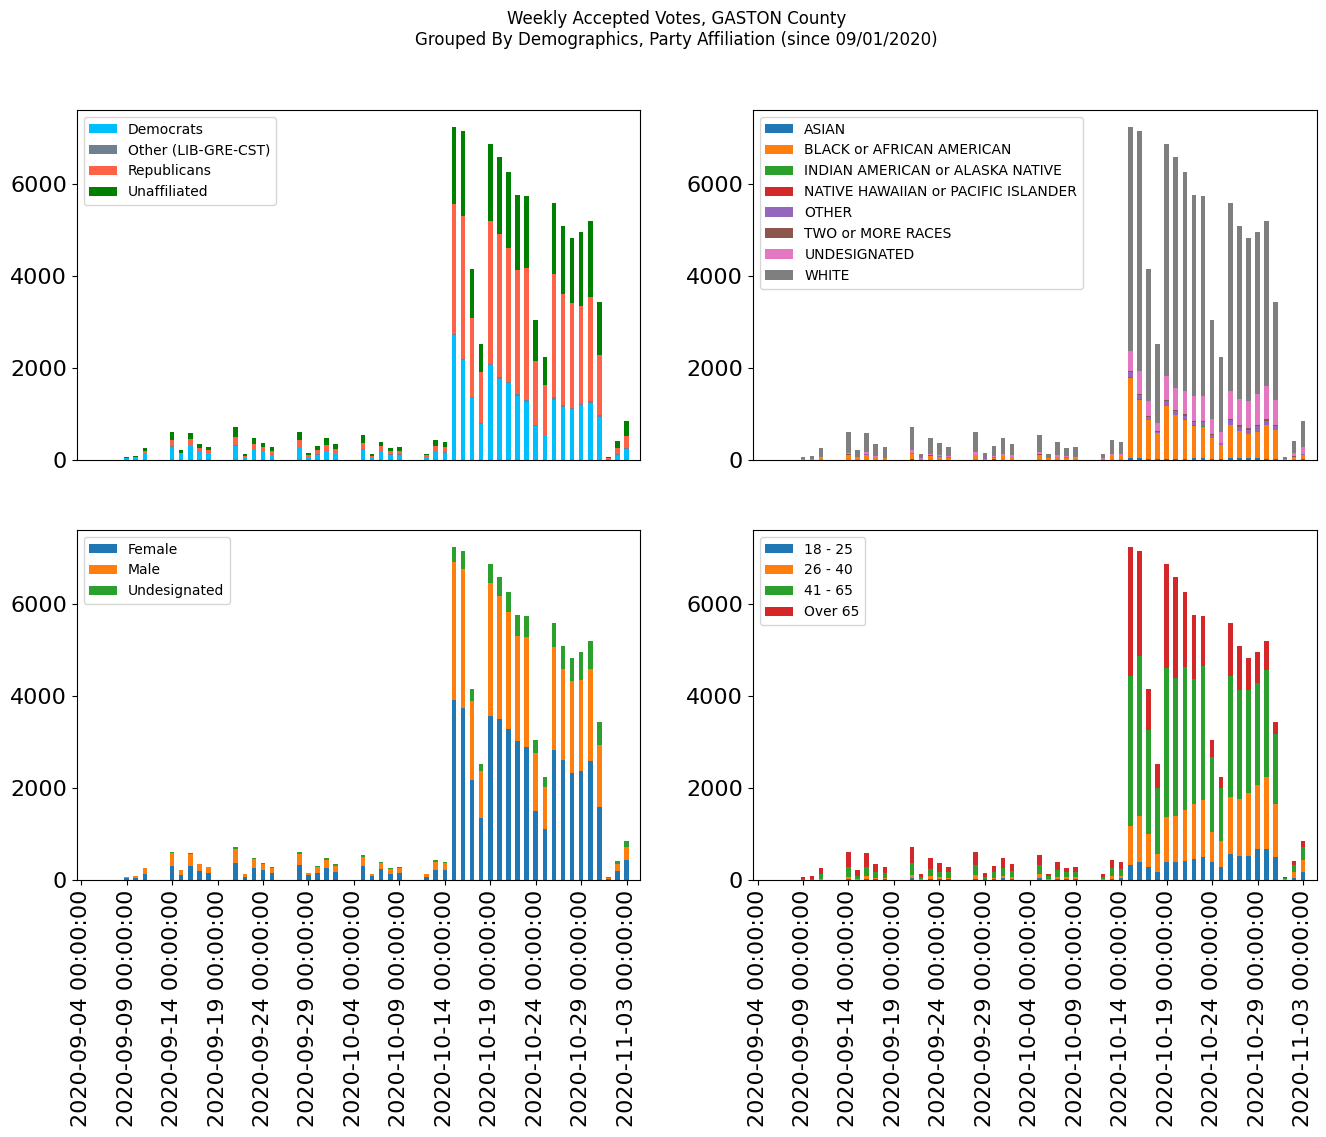 Weekly Accepted Votes, GASTON County
Grouped By Demographics, Party Affiliation (since 09/01/2020)
Democrats
Other (LIB-GRE-CST)
Republicans
Unaffiliated
6000
4000
2000
0
ASIAN
BLACK or AFRICAN AMERICAN
INDIAN AMERICAN or ALASKA NATIVE
NATIVE HAWAIIAN or PACIFIC ISLANDER
OTHER
TWO or MORE RACES
UNDESIGNATED
WHITE
6000
4000
2000
0
Female
Male
Undesignated
6000
4000
2000
0
2020-09-04 00:00:00
2020-09-09 00:00:00
2020-09-14 00:00:00
2020-09-19 00:00:00
2020-09-24 00:00:00
2020-09-29 00:00:00
2020-10-04 00:00:00
2020-10-09 00:00:00
2020-10-14 00:00:00
2020-10-19 00:00:00
2020-10-24 00:00:00
2020-10-29 00:00:00
2020-11-03 00:00:00
18 - 25
26 - 40
41 - 65
Over 65
6000
4000
2000
0
2020-09-04 00:00:00
2020-09-09 00:00:00
2020-09-14 00:00:00
2020-09-19 00:00:00
2020-09-24 00:00:00
2020-09-29 00:00:00
2020-10-04 00:00:00
2020-10-09 00:00:00
2020-10-14 00:00:00
2020-10-19 00:00:00
2020-10-24 00:00:00
2020-10-29 00:00:00
2020-11-03 00:00:00